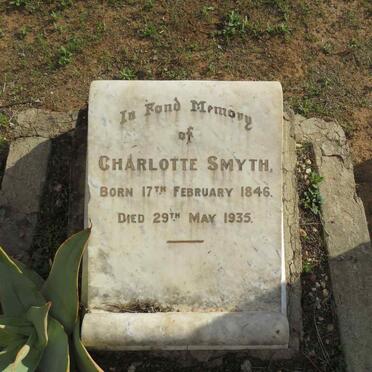 In Fond Memory
of
CHARLOTTE SMYTH,
BORN 17TH FEBRUARY 1846.
DIED 29TH MAY 1935.